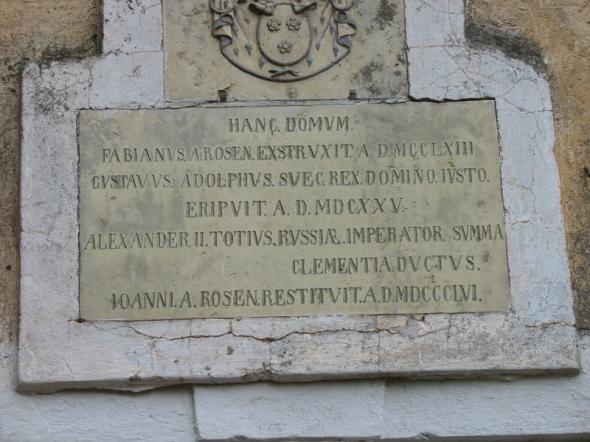 HANC. DOMVM.
FABIANVS. A. ROSEN. EXSTRVXIT. A. D. MCCLXIII
GVSTAVVS. ADOLPHVS. SVEC. REX. DOMINO. IVSTO.
ERIPVIT. A. D. MDCXXV.
ALEXANDER. II. TOTIVS. RVSSIÆ. IMPERATOR. SVMMA
CLEMENTIA. DVCTVS.
IOANNI. A. ROSEN. RESTITVIT. A. D. MDCCCLVI.